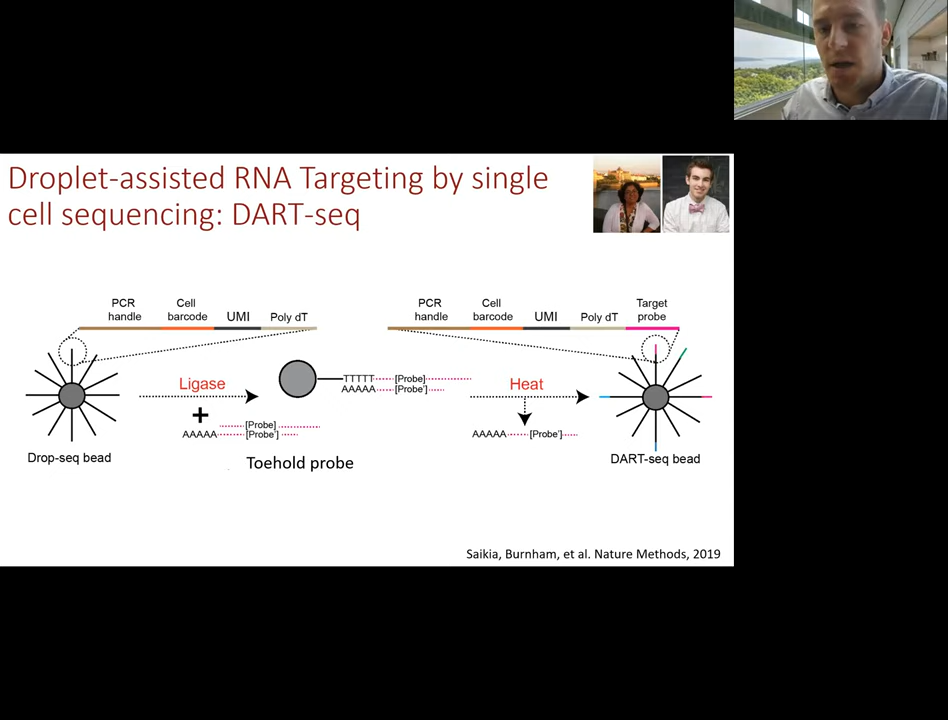 Droplet-assisted RNA Targeting by single
cell sequencing: DART-seq
PCR
handle
Cell
barcode
UMI
Poly dT
PCR
handle
Cell
barcode
UMI
Poly dT
Target
probe
Ligase
+
AAAAA
[Probe]
[Probe']
TTTTT [Probe]
AAAAA [Probe']
Heat
AAAAA [Probe']
Drop-seq bead
Toehold probe
DART-seq bead
Saikia, Burnham, et al. Nature Methods, 2019